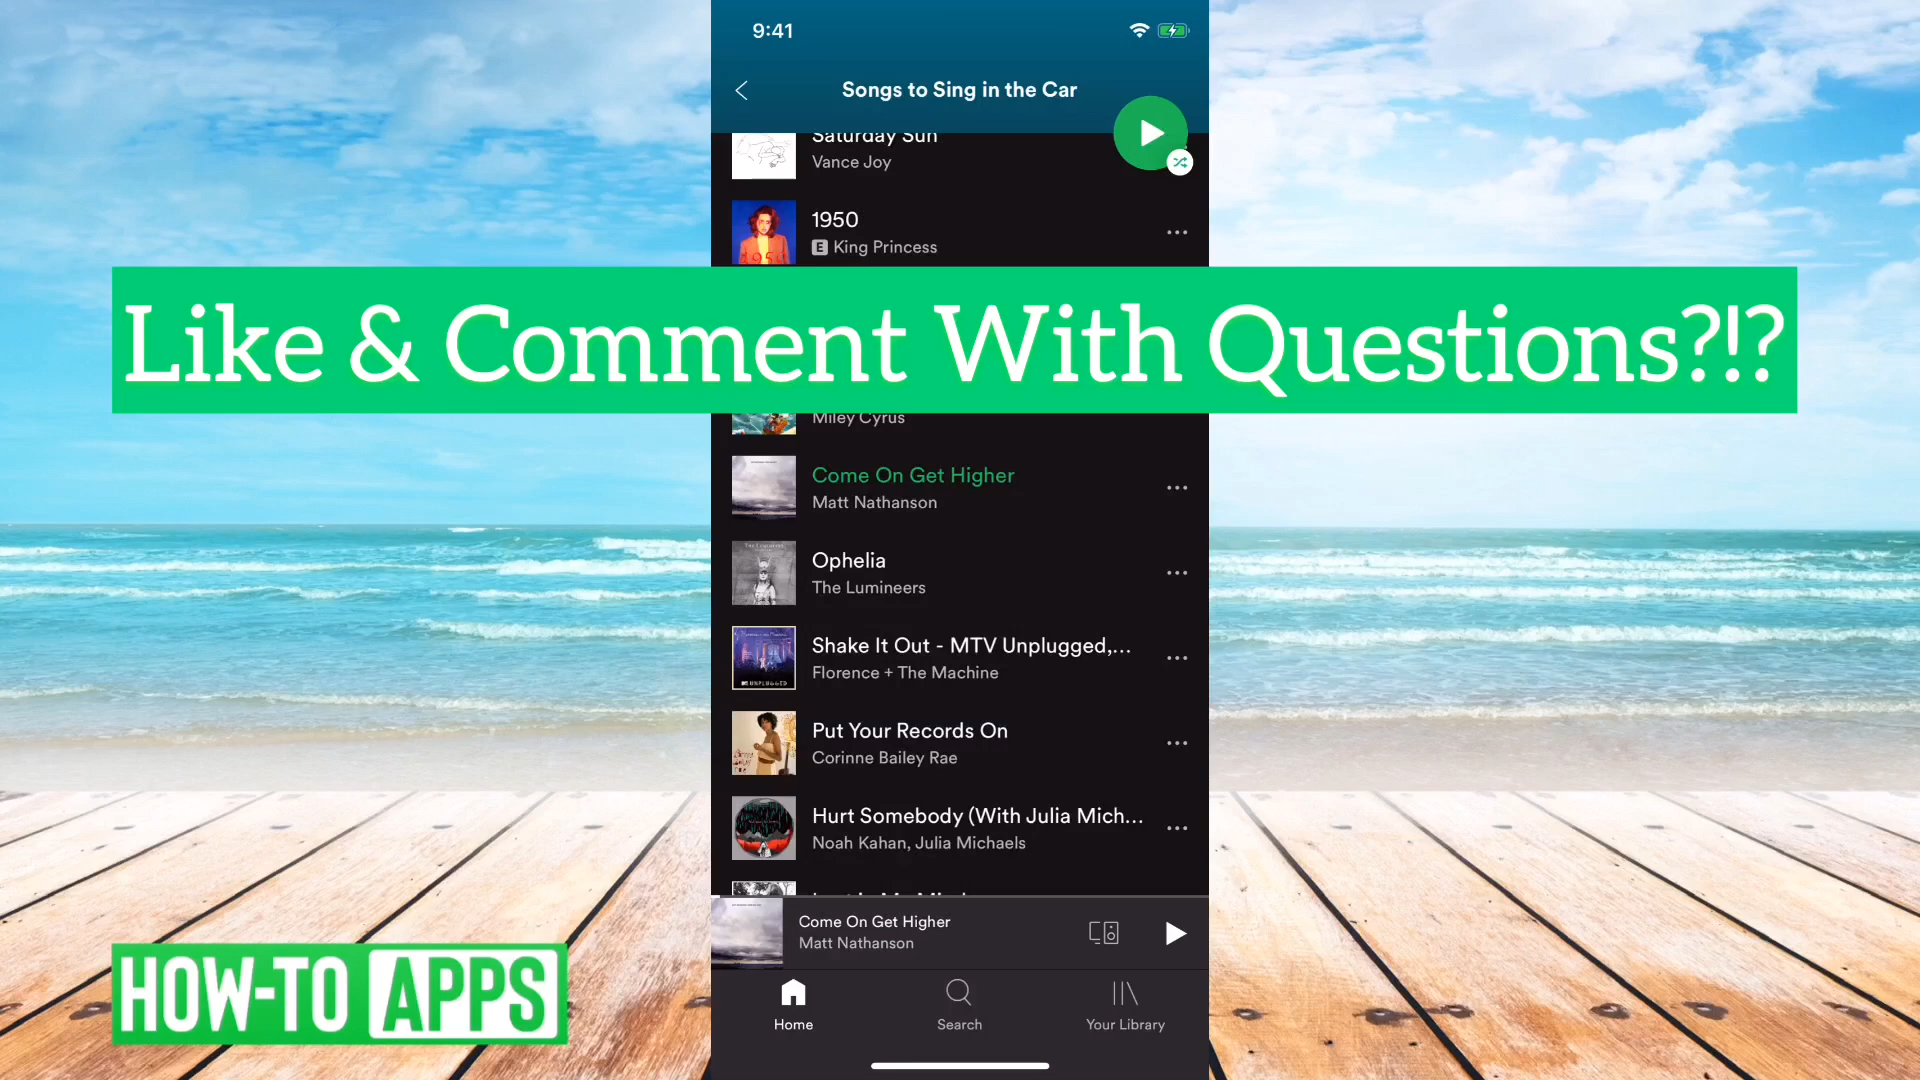 9:41
Songs to Sing in the Car
Saturday Sun
Vance Joy
1950
E King Princess
Like & Comment With Questions?!?
Miley Cyrus
Come On Get Higher
Matt Nathanson
Ophelia
The Lumineers
Shake It Out - MTV Unplugged,...
Florence + The Machine
Put Your Records On
Corinne Bailey Rae
Hurt Somebody (With Julia Mich...
Noah Kahan, Julia Michaels
Come On Get Higher
Matt Nathanson
HOW-TO APPS
Home
Search
Your Library